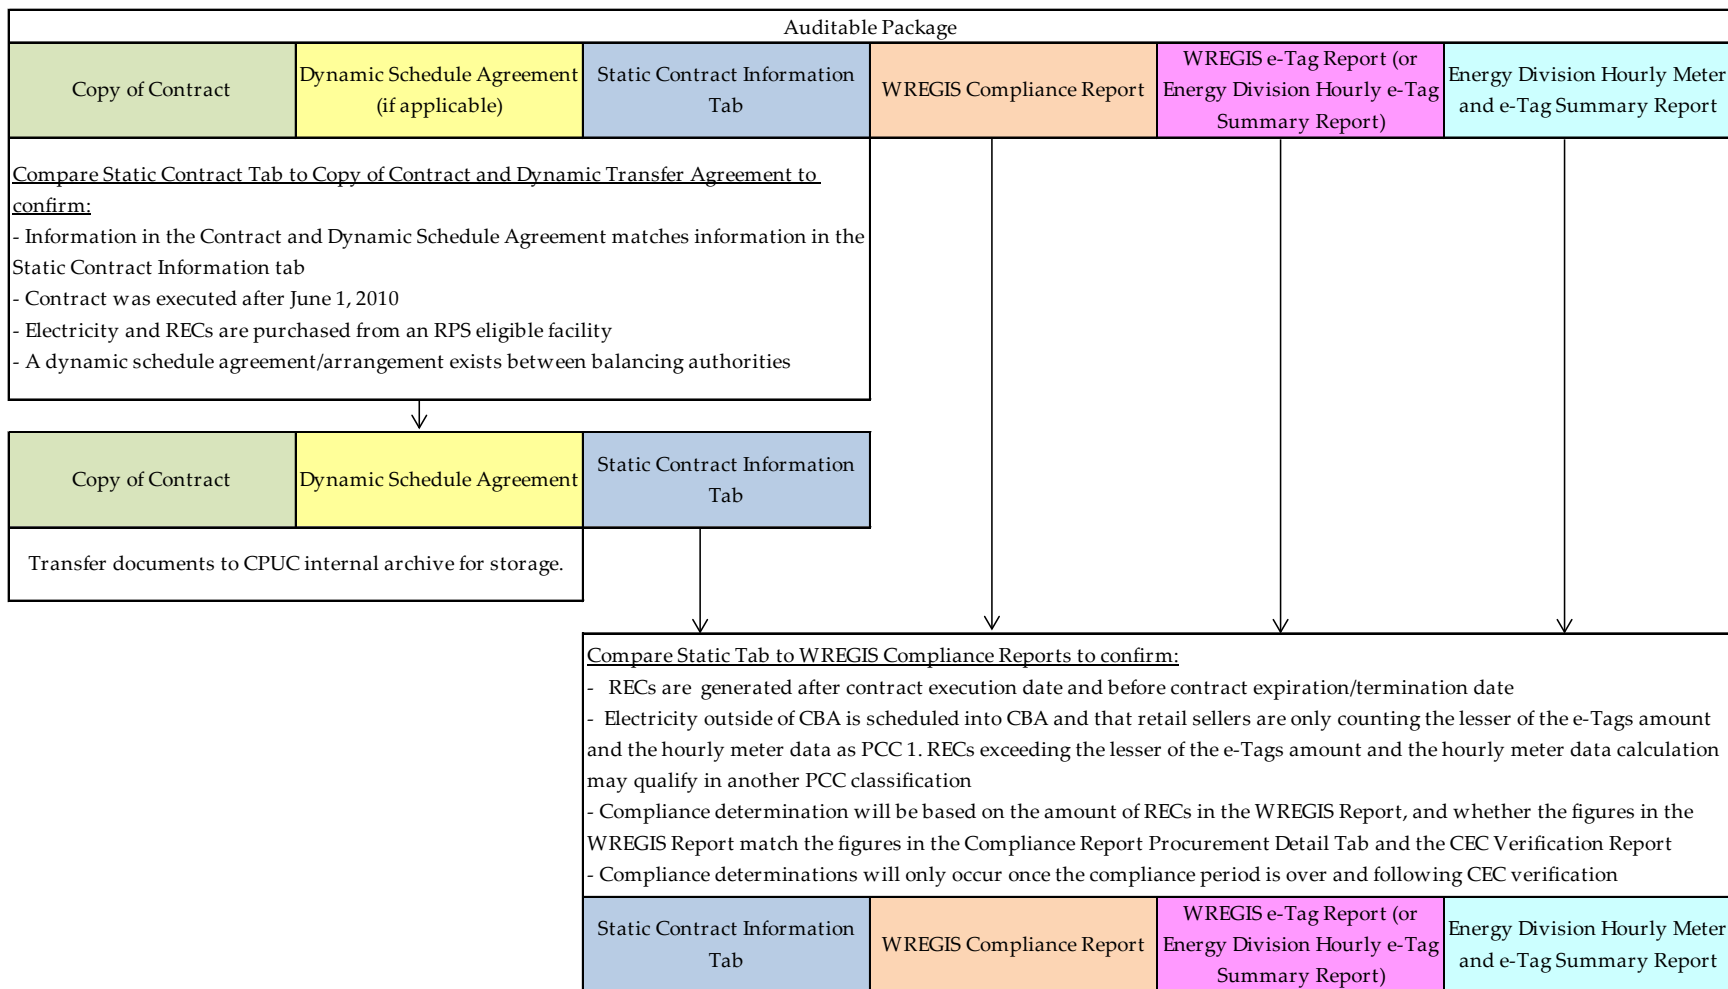 Auditable Package
Copy of Contract
Dynamic Schedule Agreement
(if applicable)
Static Contract Information
Tab
WREGIS Compliance Report
WREGIS e-Tag Report (or
Energy Division Hourly e-Tag
Summary Report)
Energy Division Hourly Meter
and e-Tag Summary Report
Compare Static Contract Tab to Copy of Contract and Dynamic Transfer Agreement to
confirm:
- Information in the Contract and Dynamic Schedule Agreement matches information in the
Static Contract Information tab
- Contract was executed after June 1, 2010
- Electricity and RECs are purchased from an RPS eligible facility
- A dynamic schedule agreement/arrangement exists between balancing authorities
Copy of Contract
Dynamic Schedule Agreement
Static Contract Information
Tab
Transfer documents to CPUC internal archive for storage.
Compare Static Tab to WREGIS Compliance Reports to confirm:
- RECs are generated after contract execution date and before contract expiration/termination date
- Electricity outside of CBA is scheduled into CBA and that retail sellers are only counting the lesser of the e-Tags amount
and the hourly meter data as PCC 1. RECs exceeding the lesser of the e-Tags amount and the hourly meter data calculation
may qualify in another PCC classification
- Compliance determination will be based on the amount of RECs in the WREGIS Report, and whether the figures in the
WREGIS Report match the figures in the Compliance Report Procurement Detail Tab and the CEC Verification Report
- Compliance determinations will only occur once the compliance period is over and following CEC verification
Static Contract Information
Tab
WREGIS Compliance Report
WREGIS e-Tag Report (or
Energy Division Hourly e-Tag
Summary Report)
Energy Division Hourly Meter
and e-Tag Summary Report